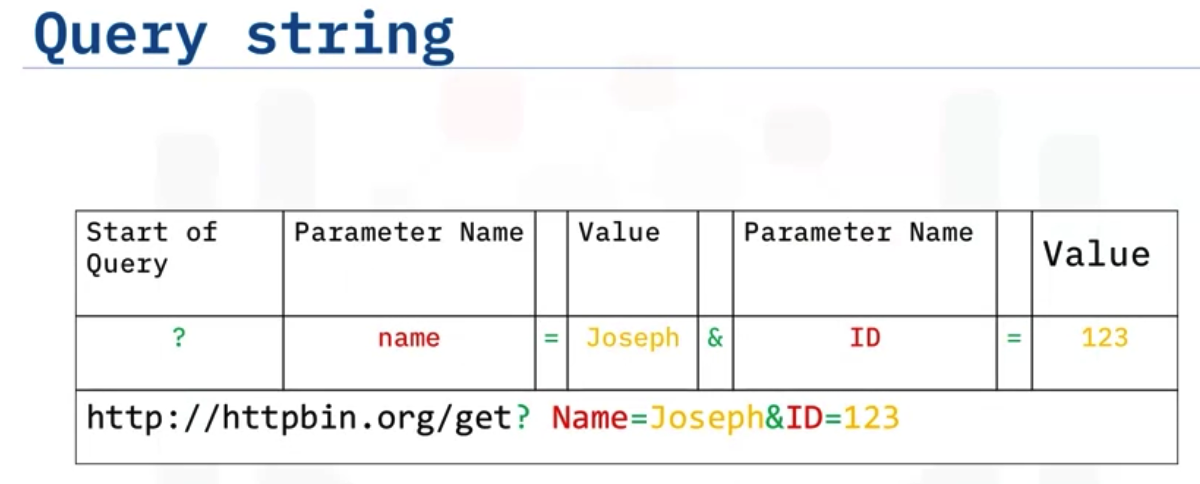 Query string
Start of Query
Parameter Name
Value
Parameter Name
Value
? name = Joseph & ID = 123
http://httpbin.org/get? Name=Joseph&ID=123